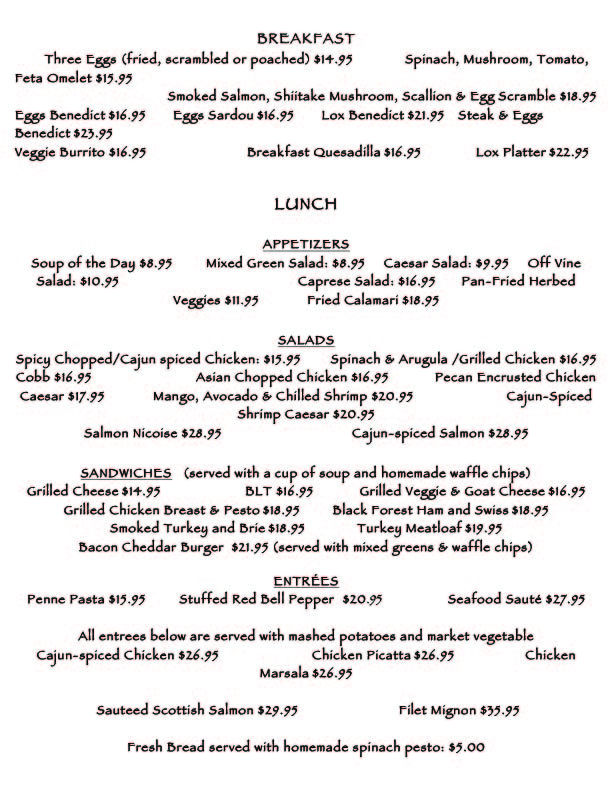 BREAKFAST
Three Eggs (fried, scrambled or poached) $14.95 Spinach, Mushroom, Tomato,
Feta Omelet $15.95
Smoked Salmon, Shiitake Mushroom, Scallion & Egg Scramble $18.95
Eggs Benedict $16.95 Eggs Sardou $16.95 Lox Benedict $21.95 Steak & Eggs
Benedict $23.95
Veggie Burrito $16.95 Breakfast Quesadilla $16.95 Lox Platter $22.95
LUNCH
APPETIZERS
Soup of the Day $8.95 Mixed Green Salad: $8.95 Caesar Salad: $9.95 Off Vine
Salad: $10.95 Caprese Salad: $16.95 Pan-Fried Herbed
Veggies $11.95 Fried Calamari $18.95
SALADS
Spicy Chopped/Cajun spiced Chicken: $15.95 Spinach & Arugula /Grilled Chicken $16.95
Cobb $16.95 Asian Chopped Chicken $16.95 Pecan Encrusted Chicken
Caesar $17.95 Mango, Avocado & Chilled Shrimp $20.95 Cajun-Spiced
Shrimp Caesar $20.95
Salmon Nicoise $28.95 Cajun-spiced Salmon $28.95
SANDWICHES (served with a cup of soup and homemade waffle chips)
Grilled Cheese $14.95 BLT $16.95 Grilled Veggie & Goat Cheese $16.95
Grilled Chicken Breast & Pesto $18.95 Black Forest Ham and Swiss $18.95
Smoked Turkey and Brie $18.95 Turkey Meatloaf $19.95
Bacon Cheddar Burger $21.95 (served with mixed greens & waffle chips)
ENTRÉES
Penne Pasta $15.95 Stuffed Red Bell Pepper $20.95 Seafood Sauté $27.95
All entrees below are served with mashed potatoes and market vegetable
Cajun-spiced Chicken $26.95 Chicken Picatta $26.95 Chicken
Marsala $26.95
Sauteed Scottish Salmon $29.95 Filet Mignon $35.95
Fresh Bread served with homemade spinach pesto: $5.00